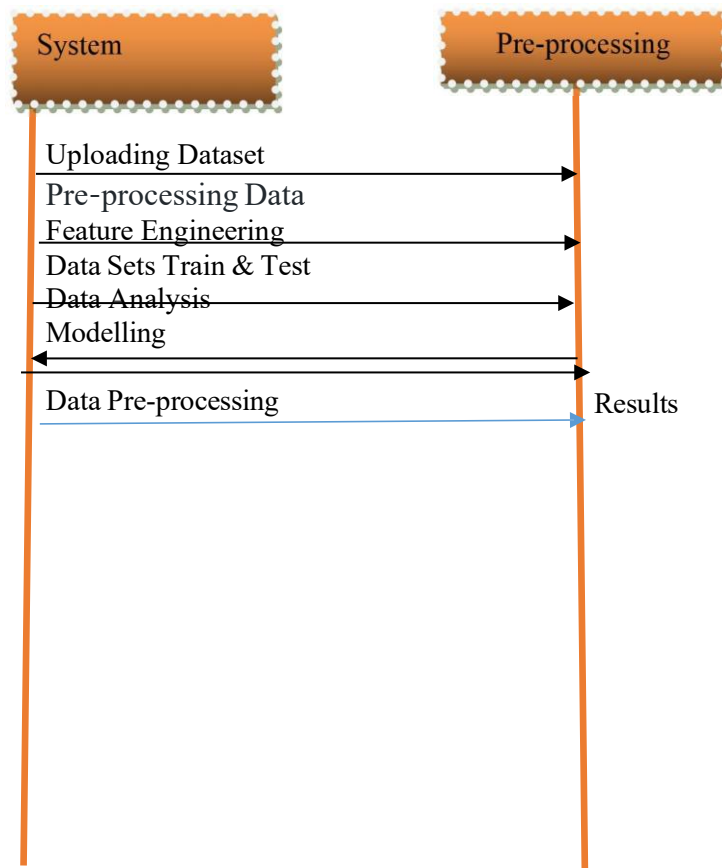 System
Pre-processing
Uploading Dataset
Pre-processing Data
Feature Engineering
Data Sets Train & Test
Data Analysis
Modelling
Data Pre-processing
Results